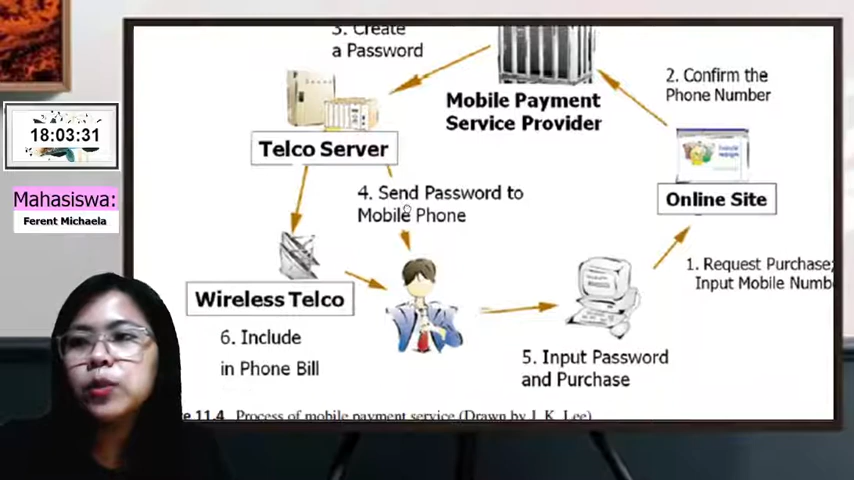 3. Create
a Password
2. Confirm the
Phone Number
Mobile Payment
Service Provider
18:03:31
Telco Server
Mahasiswa:
Ferent Michaela
4. Send Password to
Mobile Phone
Online Site
1. Request Purchase;
Input Mobile Numb
Wireless Telco
6. Include
in Phone Bill
5. Input Password
and Purchase
e 11.4 Process of mobile payment service (Drawn by J. K. Lee)